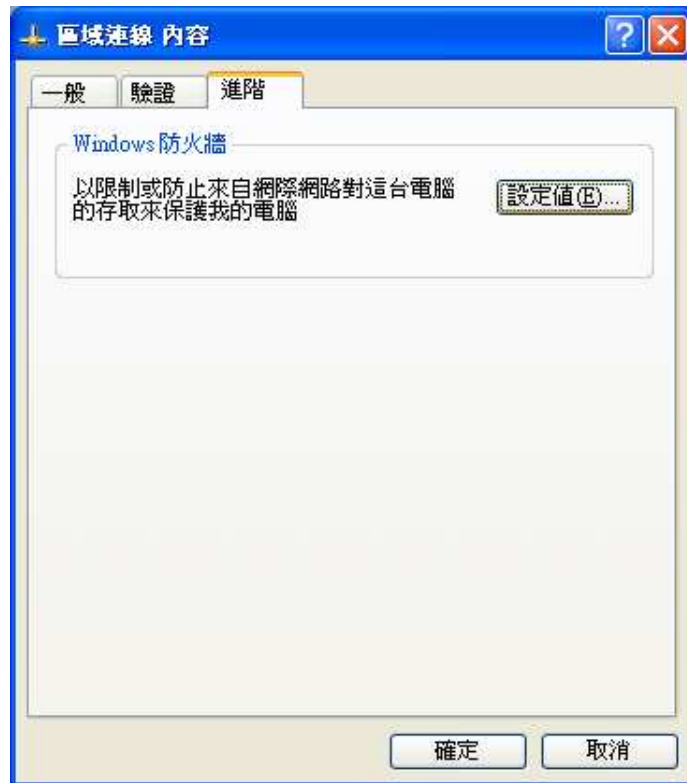 區域連線 內容
一般 驗證 進階
Windows 防火牆
以限制或防止來自網際網路對這台電腦
的存取來保護我的電腦
設定值(E)...
確定 取消